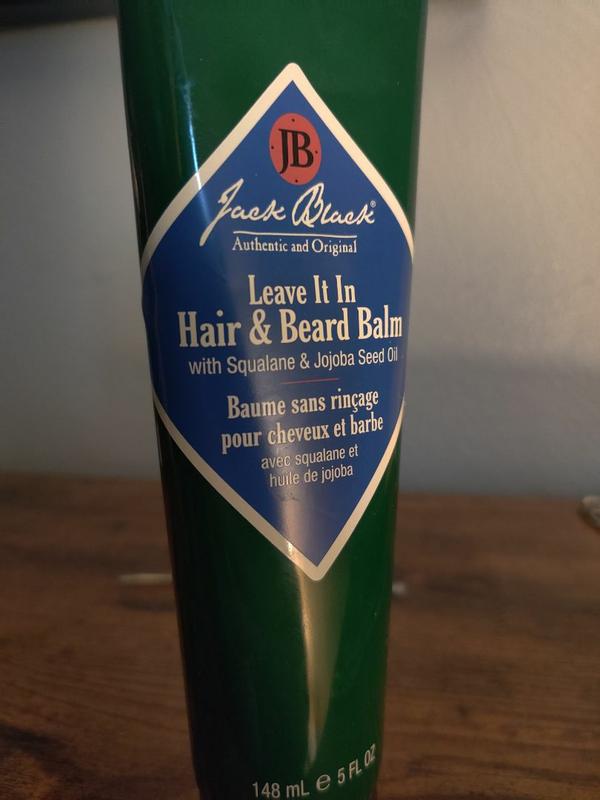 JB
Jack Black®
Authentic and Original
Leave It In
Hair & Beard Balm
with Squalane & Jojoba Seed Oil
Baume sans rinçage
pour cheveux et barbe
avec squalane et
huile de jojoba
148 mL ℮ 5 FL OZ